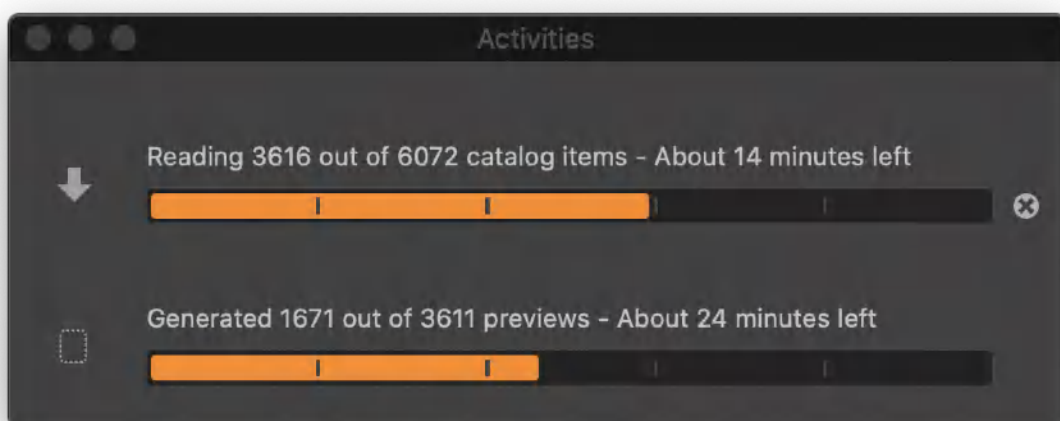 Activities
Reading 3616 out of 6072 catalog items - About 14 minutes left
Generated 1671 out of 3611 previews - About 24 minutes left